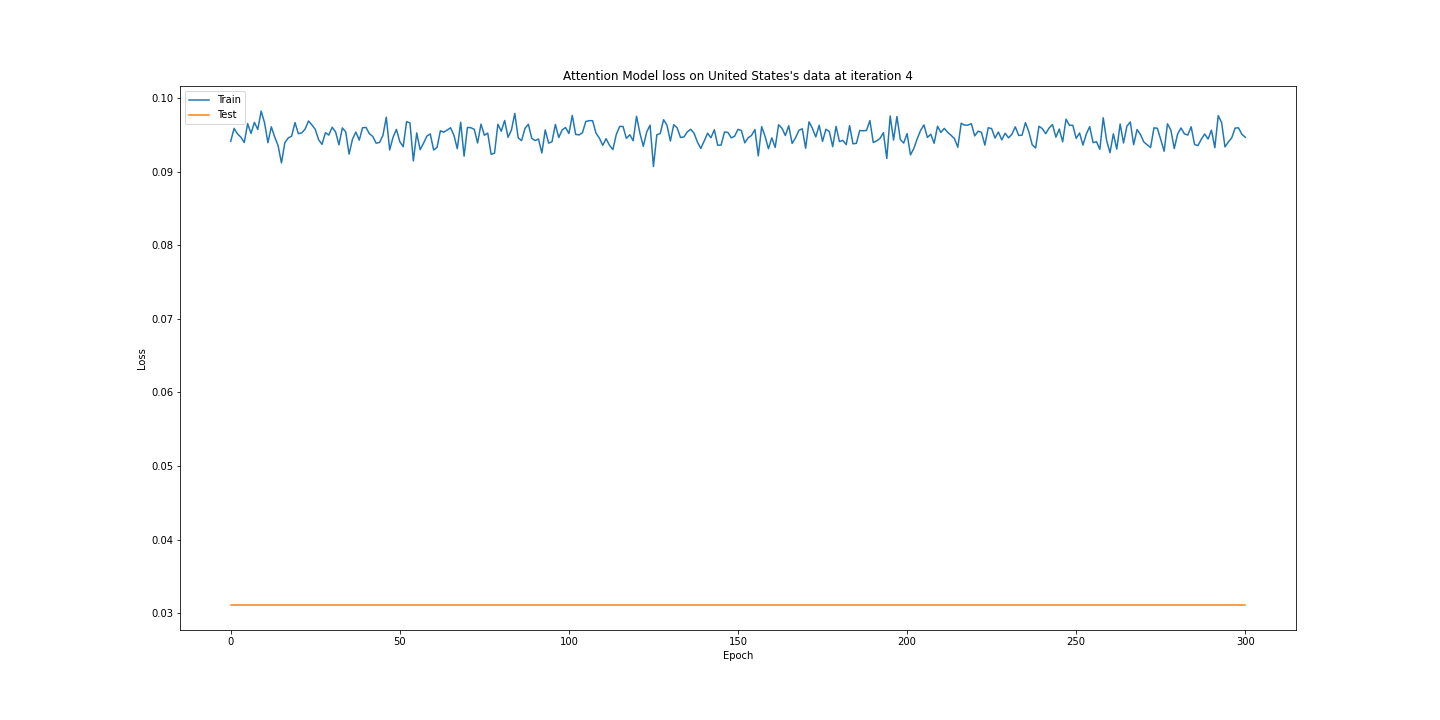 Attention Model loss on United States's data at iteration 4
Train
Test
0.10
0.09
0.08
0.07
0.06
0.05
0.04
0.03
Loss
0 50 100 150 200 250 300
Epoch